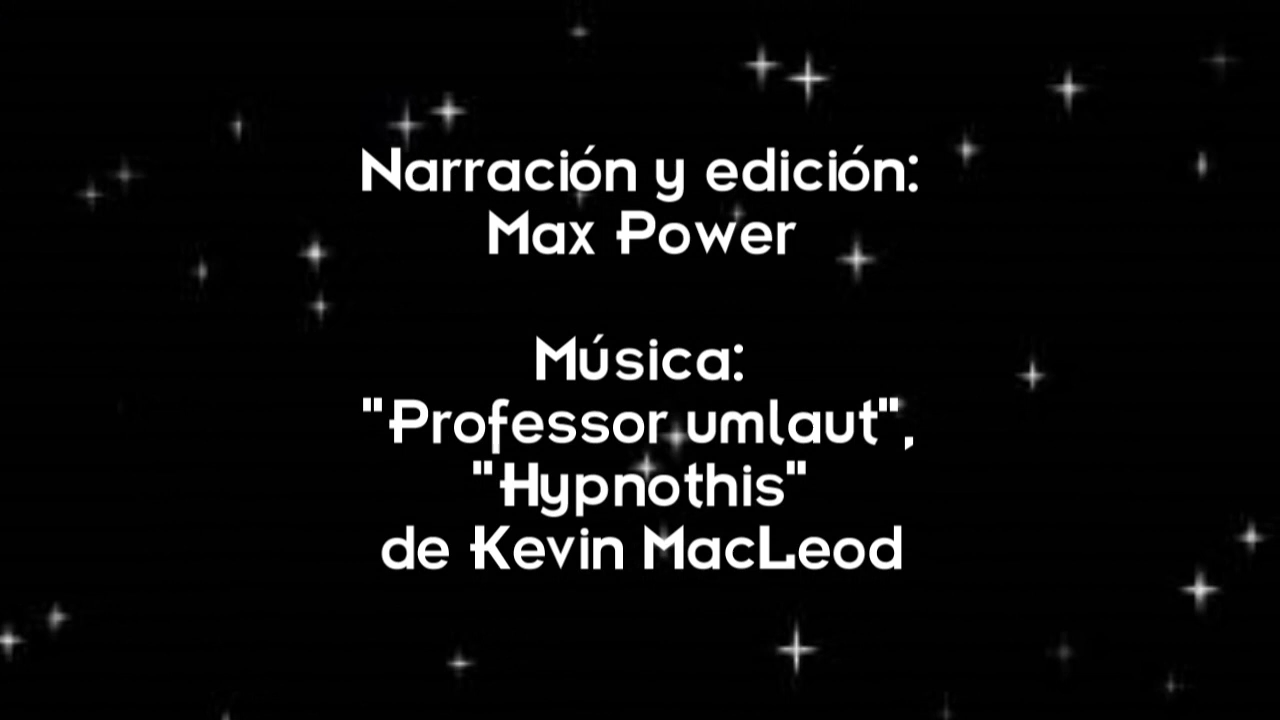 Narración y edición:
Max Power
Música:
"Professor umlaut",
"Hypnothis"
de Kevin MacLeod